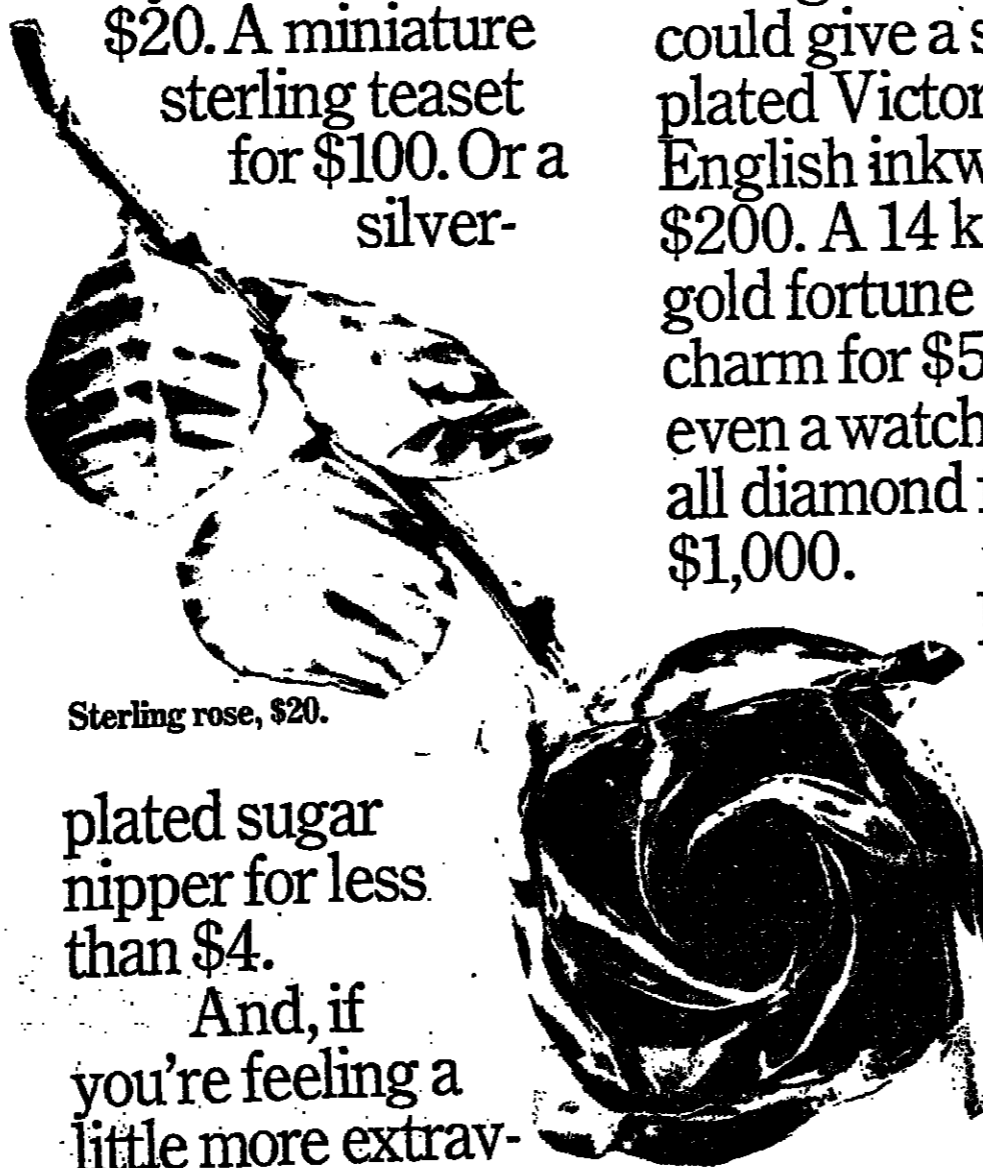 $20. A miniature
sterling teaset
for $100. Or a
silver-
Sterling rose, $20.
plated sugar
nipper for less
than $4.
And, if
you're feeling a
little more extrav-
could give a s
plated Victor
English inkw
$200. A 14 k
gold fortune
charm for $5
even a watch
all diamond
$1,000.